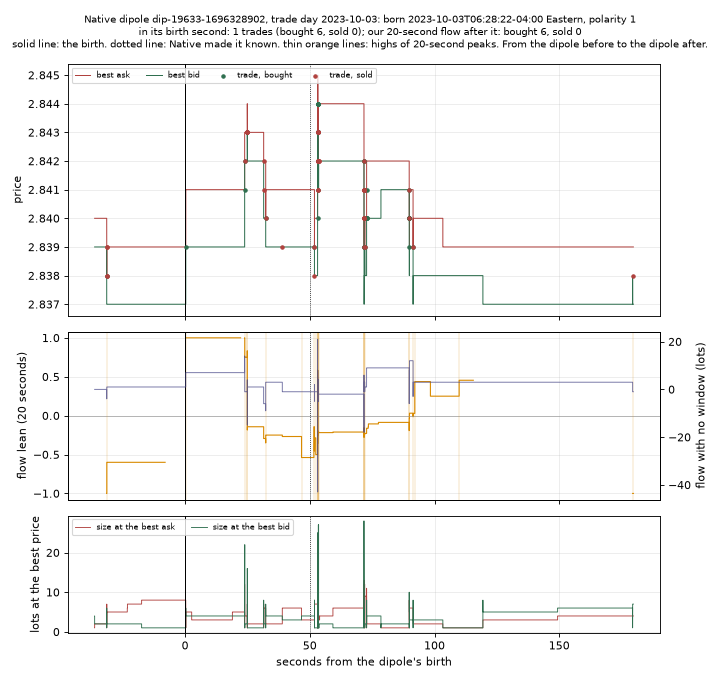 Native dipole dip-19633-1696328902, trade day 2023-10-03: born 2023-10-03T06:28:22-04:00 Eastern, polarity 1
in its birth second: 1 trades (bought 6, sold 0); our 20-second flow after it: bought 6, sold 0
solid line: the birth. dotted line: Native made it known. thin orange lines: highs of 20-second peaks. From the dipole before to the dipole after.
best ask
best bid
trade, bought
trade, sold
2.845
2.844
2.843
2.842
2.841
2.840
2.839
2.838
2.837
price
1.0
0.5
0.0
−0.5
−1.0
flow lean (20 seconds)
20
0
−20
−40
flow with no window (lots)
size at the best ask
size at the best bid
20
10
0
lots at the best price
0
50
100
150
seconds from the dipole's birth